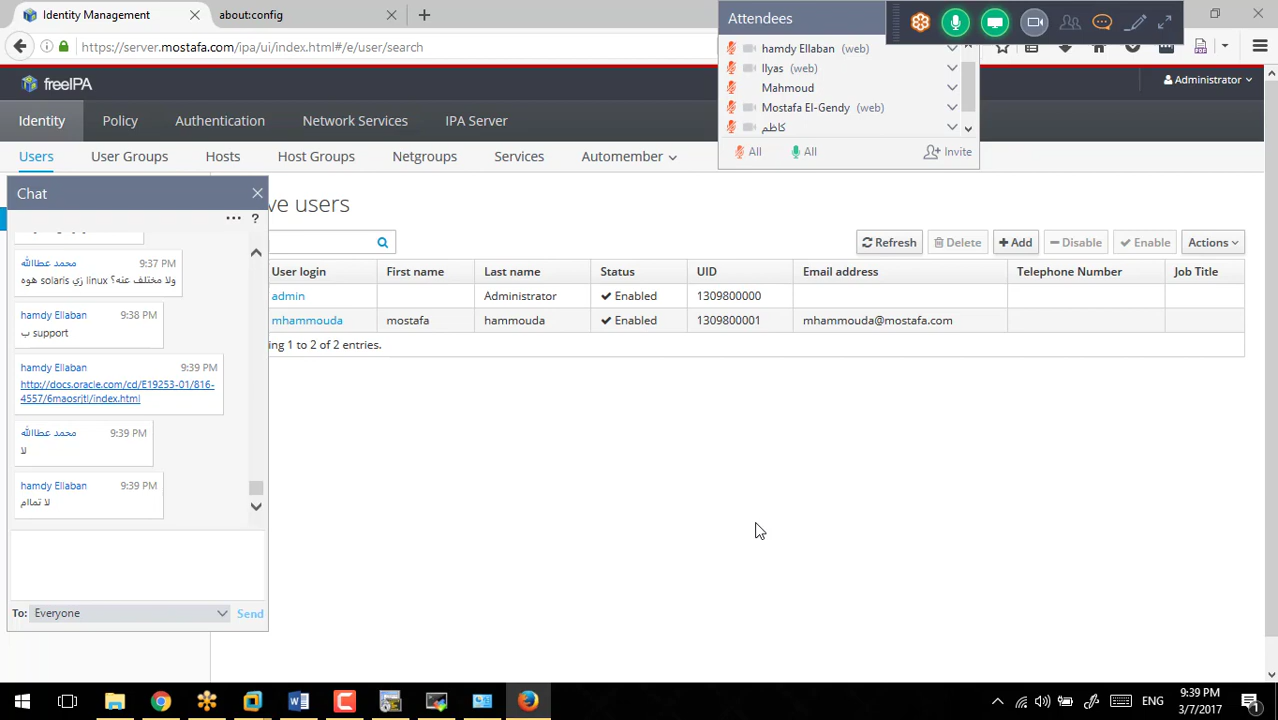 Identity Management
about:config
https://server.mostafa.com/ipa/ui/index.html#/e/user/search
Attendees
hamdy Ellaban (web)
Ilyas (web)
Mahmoud
Mostafa El-Gendy (web)
كاظم
All
All
Invite
freeIPA
Administrator
Identity
Policy
Authentication
Network Services
IPA Server
Users
User Groups
Hosts
Host Groups
Netgroups
Services
Automember
Chat
... ?
ve users
Refresh
Delete
Add
Disable
Enable
Actions
User login First name Last name Status UID Email address Telephone Number Job Title
admin Administrator Enabled 1309800000
mhammouda mostafa hammouda Enabled 1309800001 mhammouda@mostafa.com
ing 1 to 2 of 2 entries.
محمد عطاالله 9:37 PM
هوه solaris زي linux ولا مختلف عنه؟
hamdy Ellaban 9:38 PM
ب support
hamdy Ellaban 9:39 PM
http://docs.oracle.com/cd/E19253-01/816-
4557/6maosrjtl/index.html
محمد عطاالله 9:39 PM
لا
hamdy Ellaban 9:39 PM
لا تماام
To: Everyone
Send
ENG
9:39 PM
3/7/2017
1